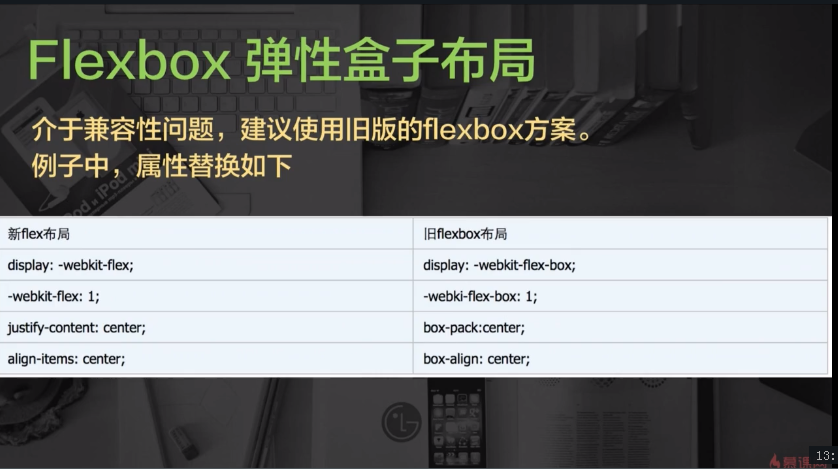 Flexbox 弹性盒子布局
介于兼容性问题，建议使用旧版的flexbox方案。
例子中，属性替换如下
新flex布局 旧flexbox布局
display: -webkit-flex; display: -webkit-flex-box;
-webkit-flex: 1; -webki-flex-box: 1;
justify-content: center; box-pack:center;
align-items: center; box-align: center;
13: